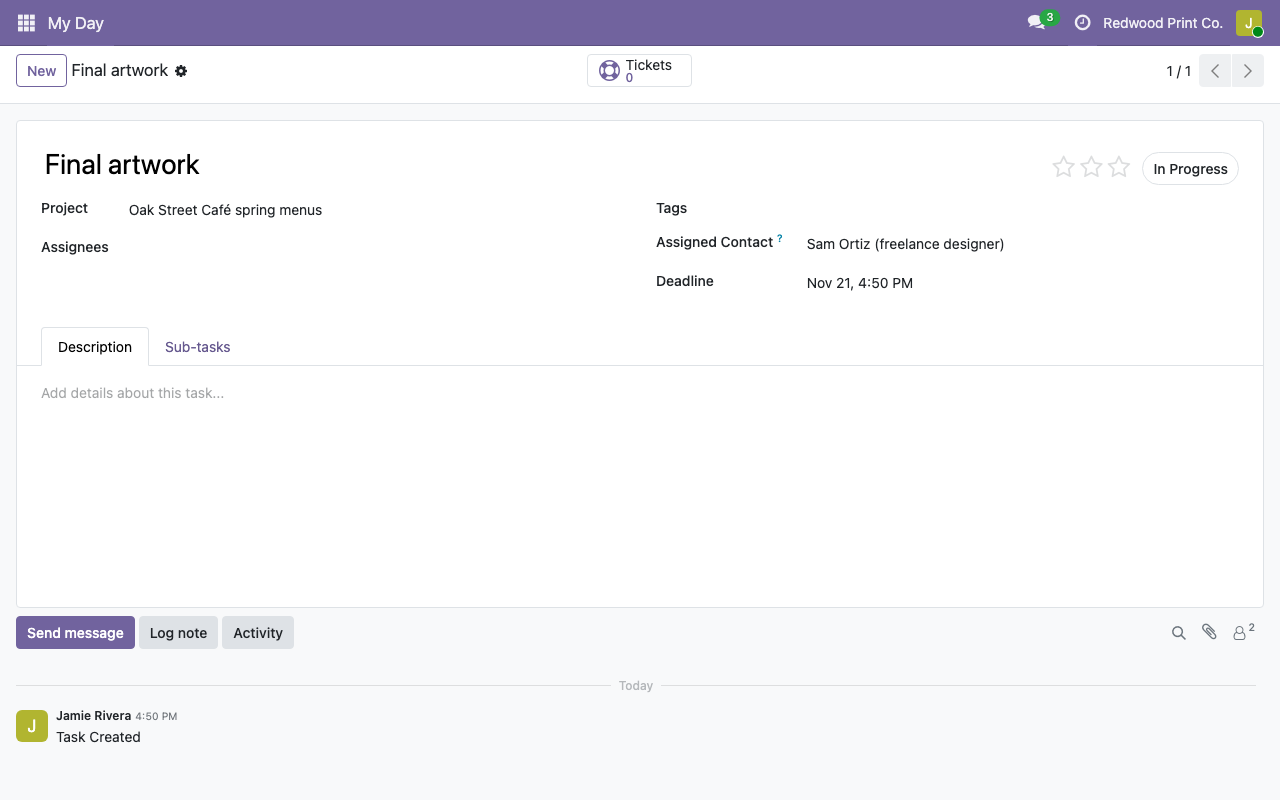 My Day
3
Redwood Print Co.
J
New
Final artwork
Tickets
0
1 / 1
Final artwork
In Progress
Project
Oak Street Café spring menus
Tags
Assignees
Assigned Contact ?
Sam Ortiz (freelance designer)
Deadline
Nov 21, 4:50 PM
Description
Sub-tasks
Add details about this task...
Send message
Log note
Activity
2
Today
J
Jamie Rivera 4:50 PM
Task Created